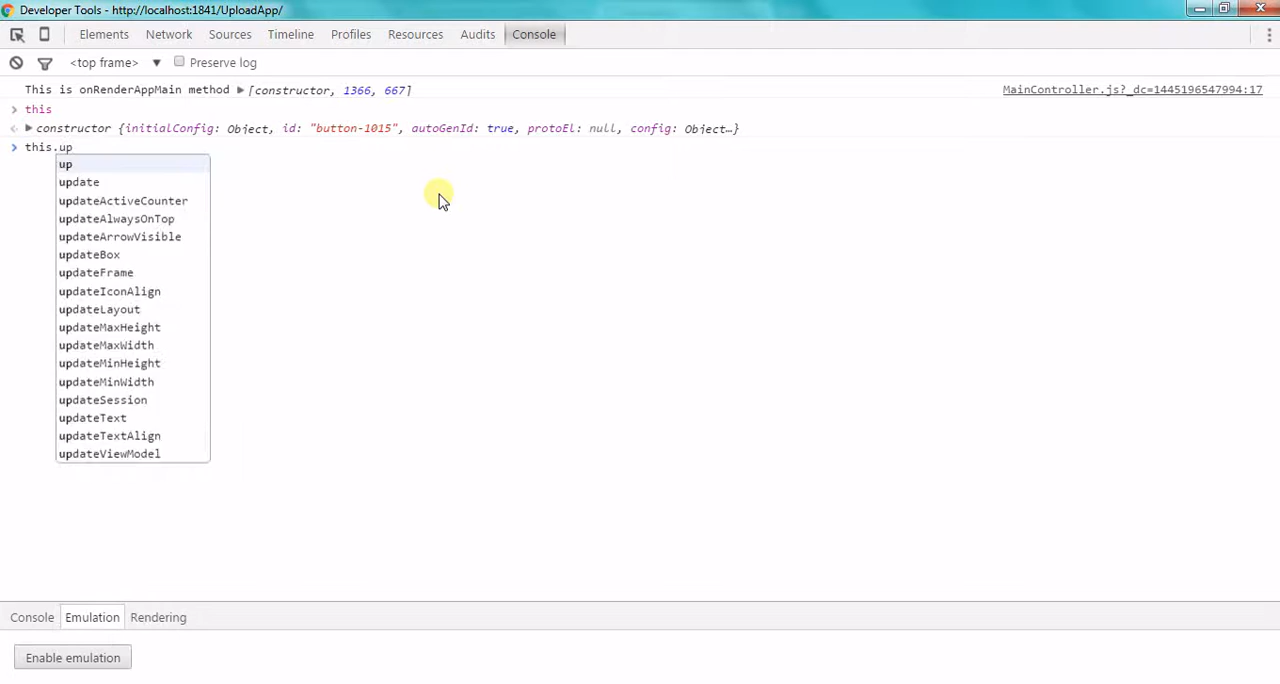 Developer Tools - http://localhost:1841/UploadApp/
Elements Network Sources Timeline Profiles Resources Audits Console
<top frame> ▼ Preserve log
This is onRenderAppMain method ▶ [constructor, 1366, 667] MainController.js?_dc=1445196547994:17
> this
▶ constructor {initialConfig: Object, id: "button-1015", autoGenId: true, protoEl: null, config: Object…}
> this.up
up
update
updateActiveCounter
updateAlwaysOnTop
updateArrowVisible
updateBox
updateFrame
updateIconAlign
updateLayout
updateMaxHeight
updateMaxWidth
updateMinHeight
updateMinWidth
updateSession
updateText
updateTextAlign
updateViewModel
Console Emulation Rendering
Enable emulation